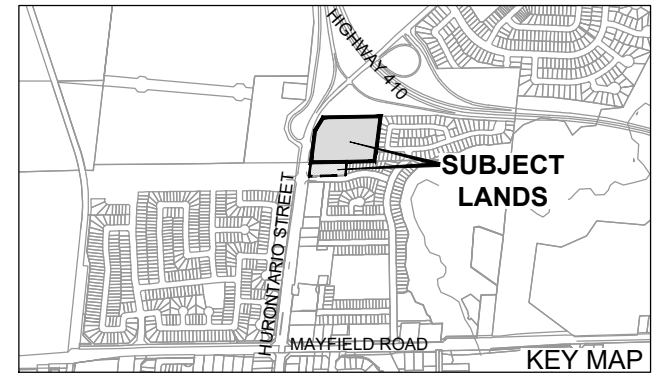 HIGHWAY 410
SUBJECT
LANDS
HURONTARIO STREET
MAYFIELD ROAD
KEY MAP